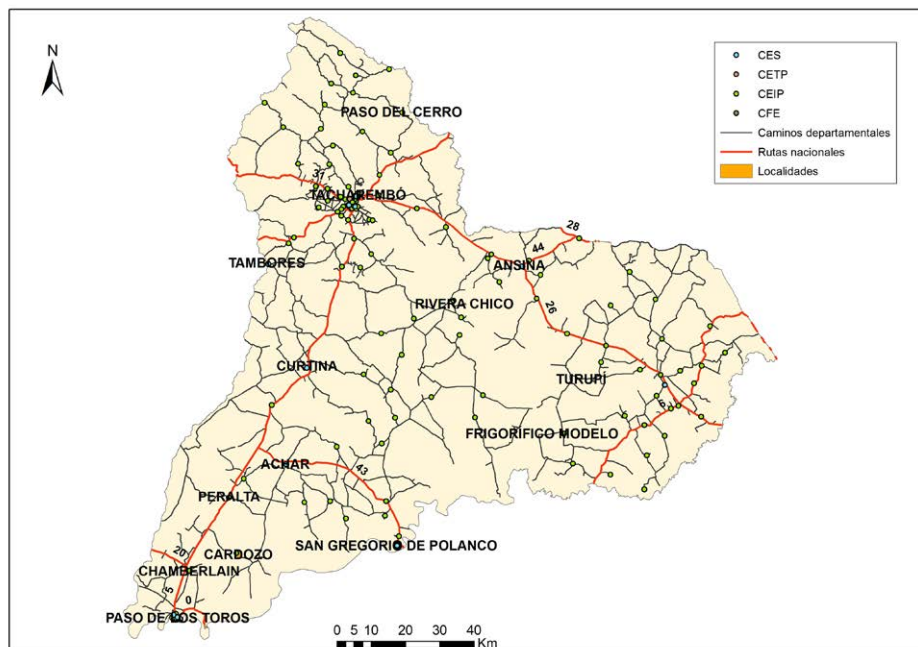 N
CES
CETP
CEIP
CFE
Caminos departamentales
Rutas nacionales
Localidades
PASO DEL CERRO
31
TACUAREMBÓ
28
44
TAMBORES
ANSINA
RIVERA CHICO
26
CURTINA
TURUPÍ
6
FRIGORÍFICO MODELO
ACHAR
43
PERALTA
SAN GREGORIO DE POLANCO
20
CARDOZO
CHAMBERLAIN
5
0
PASO DE LOS TOROS
0 5 10 20 30 40
Km